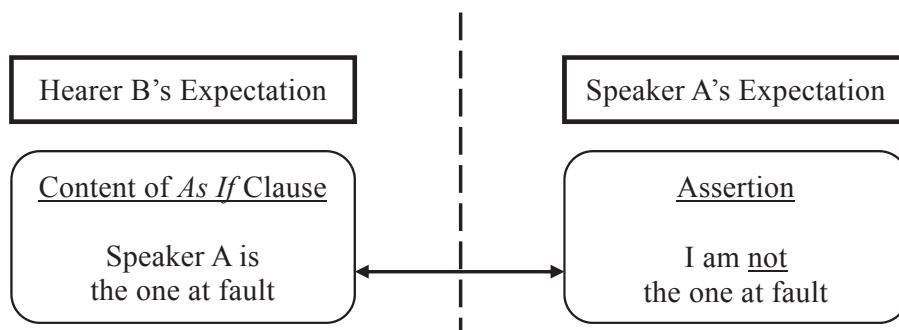 Hearer B’s Expectation
Speaker A’s Expectation
Content of As If Clause
Speaker A is
the one at fault
Assertion
I am not
the one at fault